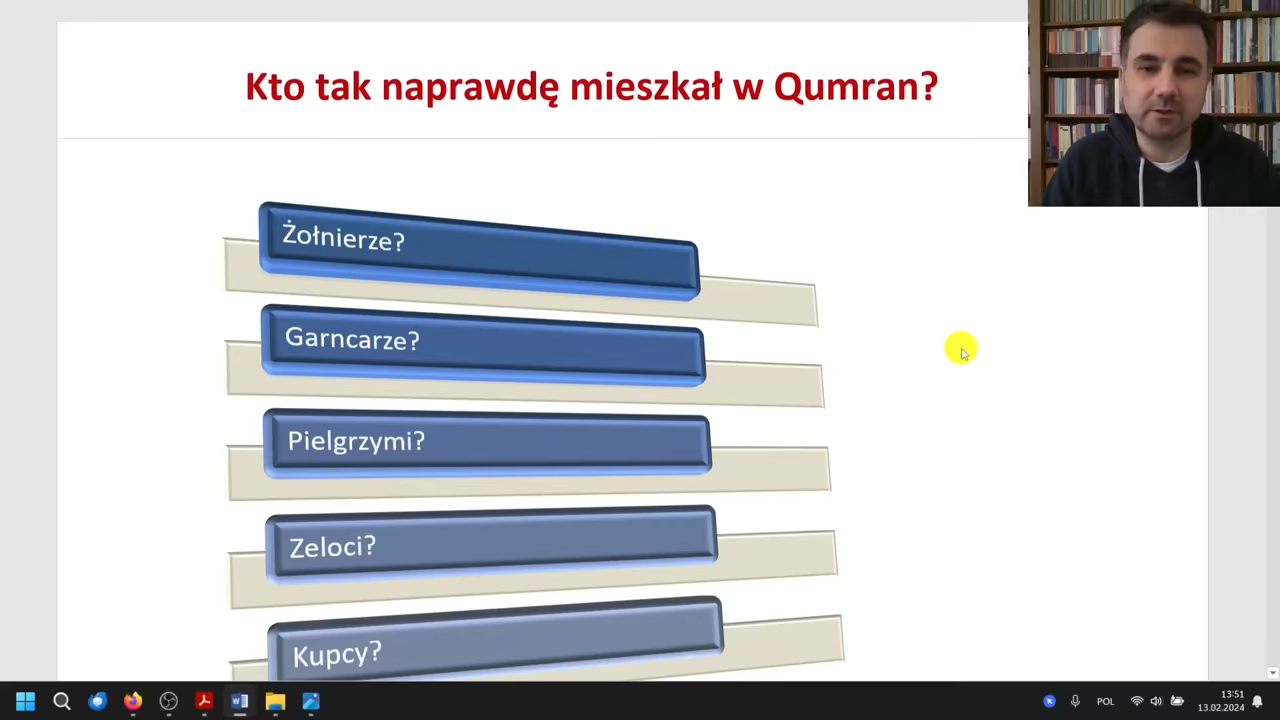 Kto tak naprawdę mieszkał w Qumran?
Żołnierze?
Garncarze?
Pielgrzymi?
Zeloci?
Kupcy?
POL
13:51
13.02.2024